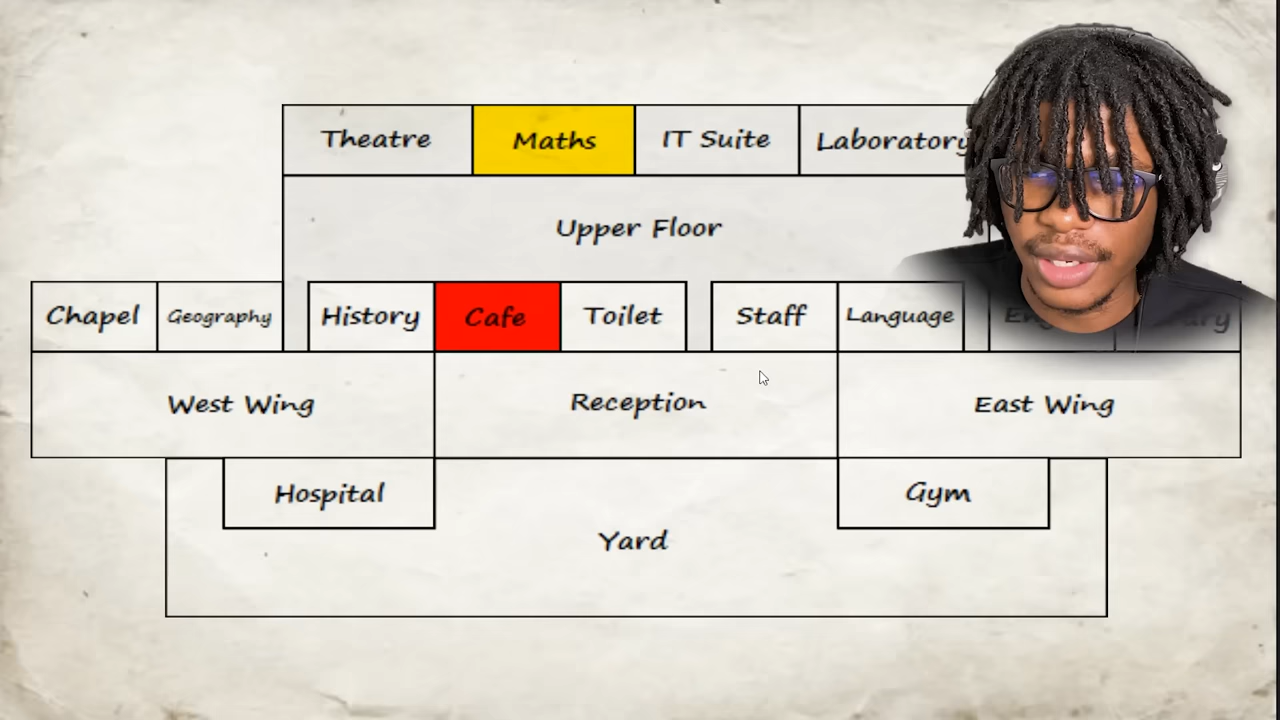 Theatre
Maths
IT Suite
Laboratory
Upper Floor
Chapel
Geography
History
Cafe
Toilet
Staff
Language
West Wing
Reception
East Wing
Hospital
Gym
Yard